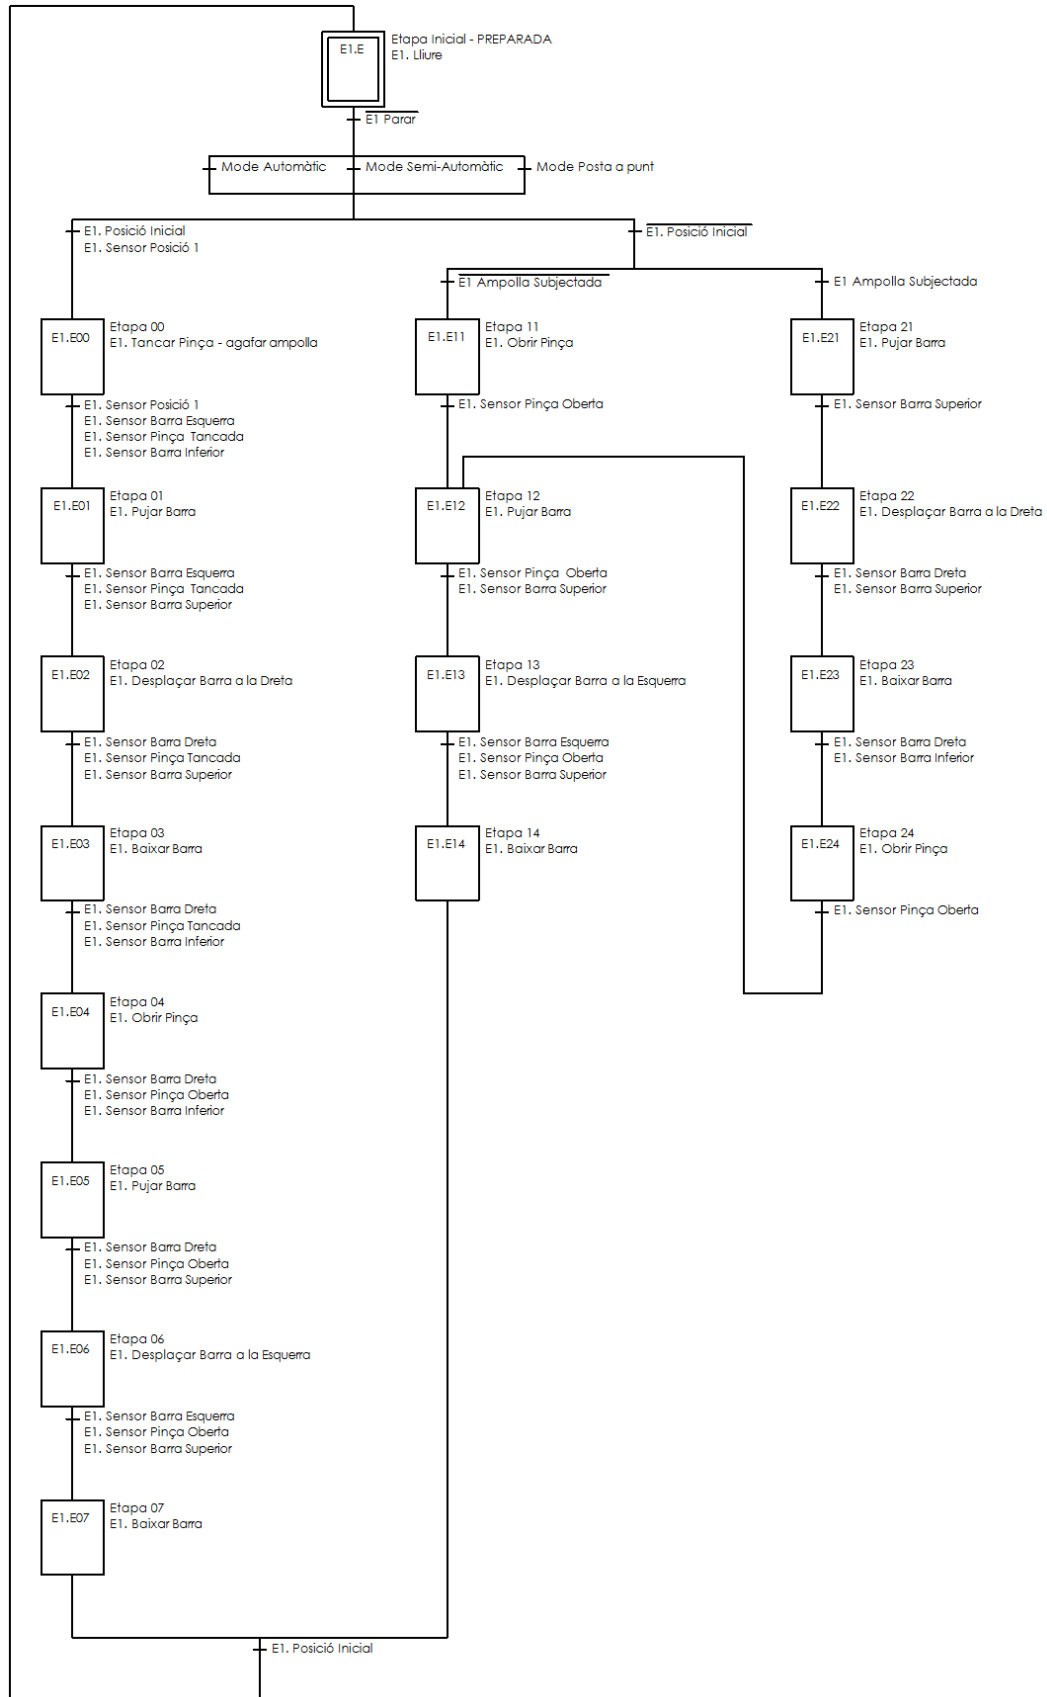 E1.E
Etapa Inicial - PREPARADA
E1. Lliure
E1 Parar
Mode Automàtic
Mode Semi-Automàtic
Mode Posta a punt
E1. Posició Inicial
E1. Sensor Posició 1
E1. Posició Inicial
E1 Ampolla Subjectada
E1 Ampolla Subjectada
E1.E00
Etapa 00
E1. Tancar Pinça - agafar ampolla
E1.E11
Etapa 11
E1. Obrir Pinça
E1.E21
Etapa 21
E1. Pujar Barra
E1. Sensor Posició 1
E1. Sensor Barra Esquerra
E1. Sensor Pinça Tancada
E1. Sensor Barra Inferior
E1. Sensor Pinça Oberta
E1. Sensor Barra Superior
E1.E01
Etapa 01
E1. Pujar Barra
E1.E12
Etapa 12
E1. Pujar Barra
E1.E22
Etapa 22
E1. Desplaçar Barra a la Dreta
E1. Sensor Barra Esquerra
E1. Sensor Pinça Tancada
E1. Sensor Barra Superior
E1. Sensor Pinça Oberta
E1. Sensor Barra Superior
E1. Sensor Barra Dreta
E1. Sensor Barra Superior
E1.E02
Etapa 02
E1. Desplaçar Barra a la Dreta
E1.E13
Etapa 13
E1. Desplaçar Barra a la Esquerra
E1.E23
Etapa 23
E1. Baixar Barra
E1. Sensor Barra Dreta
E1. Sensor Pinça Tancada
E1. Sensor Barra Superior
E1. Sensor Barra Esquerra
E1. Sensor Pinça Oberta
E1. Sensor Barra Superior
E1. Sensor Barra Dreta
E1. Sensor Barra Inferior
E1.E03
Etapa 03
E1. Baixar Barra
E1.E14
Etapa 14
E1. Baixar Barra
E1.E24
Etapa 24
E1. Obrir Pinça
E1. Sensor Barra Dreta
E1. Sensor Pinça Tancada
E1. Sensor Barra Inferior
E1. Sensor Pinça Oberta
E1.E04
Etapa 04
E1. Obrir Pinça
E1. Sensor Barra Dreta
E1. Sensor Pinça Oberta
E1. Sensor Barra Inferior
E1.E05
Etapa 05
E1. Pujar Barra
E1. Sensor Barra Dreta
E1. Sensor Pinça Oberta
E1. Sensor Barra Superior
E1.E06
Etapa 06
E1. Desplaçar Barra a la Esquerra
E1. Sensor Barra Esquerra
E1. Sensor Pinça Oberta
E1. Sensor Barra Superior
E1.E07
Etapa 07
E1. Baixar Barra
E1. Posició Inicial